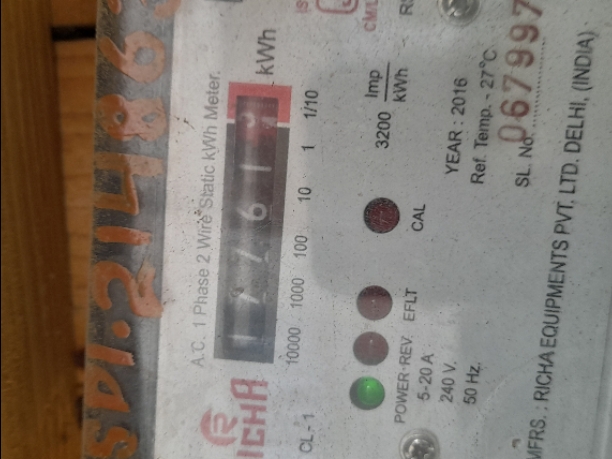 SD1.21486
A.C. 1 Phase 2 Wire Static kWh Meter.
kWh
10000 1000 100 10 1 1/10
RICHA
CL - 1
3200 Imp/kWh
CAL
EFLT
REV.
POWER
5-20 A
240 V.
50 Hz.
YEAR : 2016
Ref. Temp. - 27°C
SL. No. 067997
MFRS. : RICHA EQUIPMENTS PVT. LTD. DELHI, (INDIA)